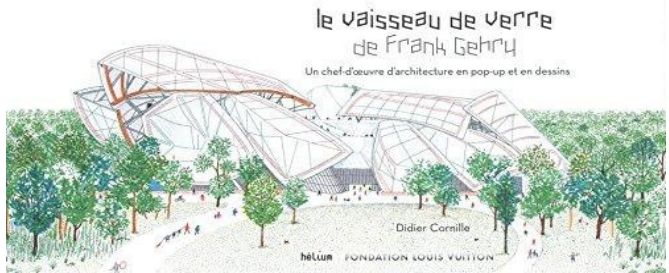 le vaisseau de verre
de Frank Gehry
Un chef-d'œuvre d'architecture en pop-up et en dessins
Didier Cornille
hélium FONDATION LOUIS VUITTON